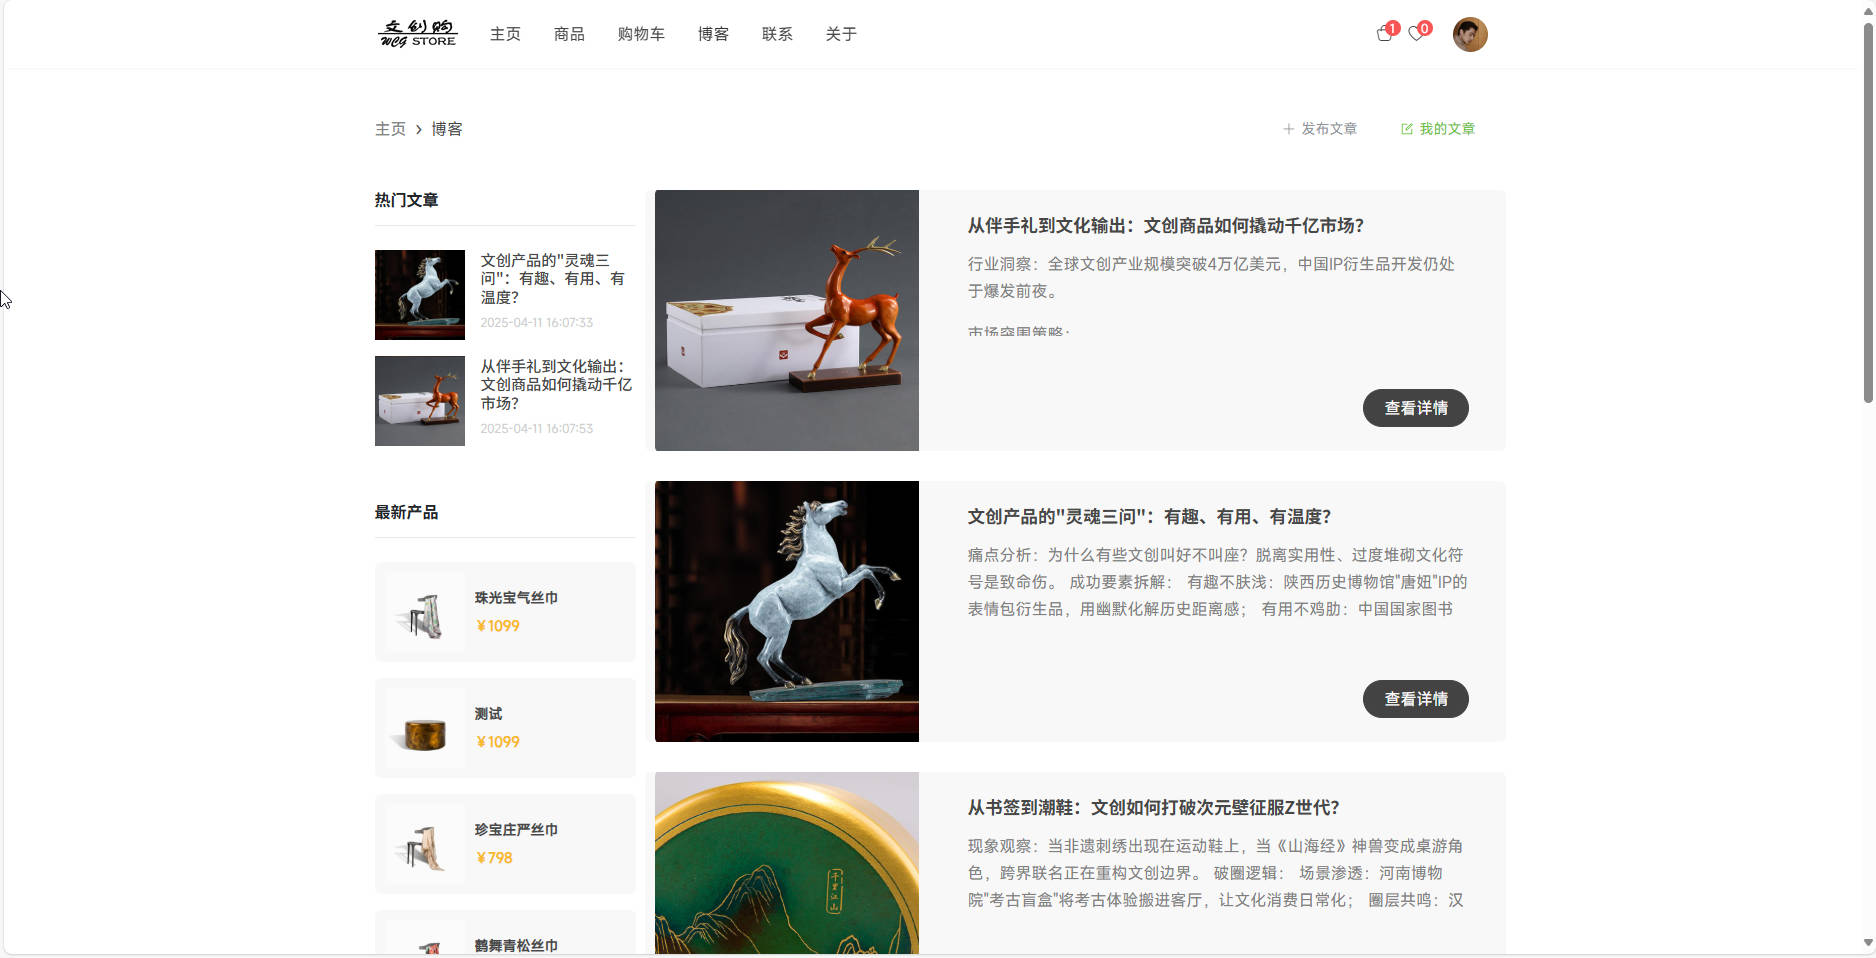 文创购
WCG STORE
主页 商品 购物车 博客 联系 关于
1 0
主页 > 博客
+ 发布文章 我的文章
热门文章
文创产品的"灵魂三
问"：有趣、有用、有
温度？
2025-04-11 16:07:33
从伴手礼到文化输出：
文创商品如何撬动千亿
市场？
2025-04-11 16:07:53
最新产品
珠光宝气丝巾
￥1099
测试
￥1099
珍宝庄严丝巾
￥798
鹤舞青松丝巾
从伴手礼到文化输出：文创商品如何撬动千亿市场？
行业洞察：全球文创产业规模突破4万亿美元，中国IP衍生品开发仍处
于爆发前夜。
市场突围策略：
查看详情
文创产品的"灵魂三问"：有趣、有用、有温度？
痛点分析：为什么有些文创叫好不叫座？脱离实用性、过度堆砌文化符
号是致命伤。 成功要素拆解： 有趣不肤浅：陕西历史博物馆"唐妞"IP的
表情包衍生品，用幽默化解历史距离感； 有用不鸡肋：中国国家图书
查看详情
千里江山
从书签到潮鞋：文创如何打破次元壁征服Z世代？
现象观察：当非遗刺绣出现在运动鞋上，当《山海经》神兽变成桌游角
色，跨界联名正在重构文创边界。 破圈逻辑： 场景渗透：河南博物
院"考古盲盒"将考古体验搬进客厅，让文化消费日常化； 圈层共鸣：汉